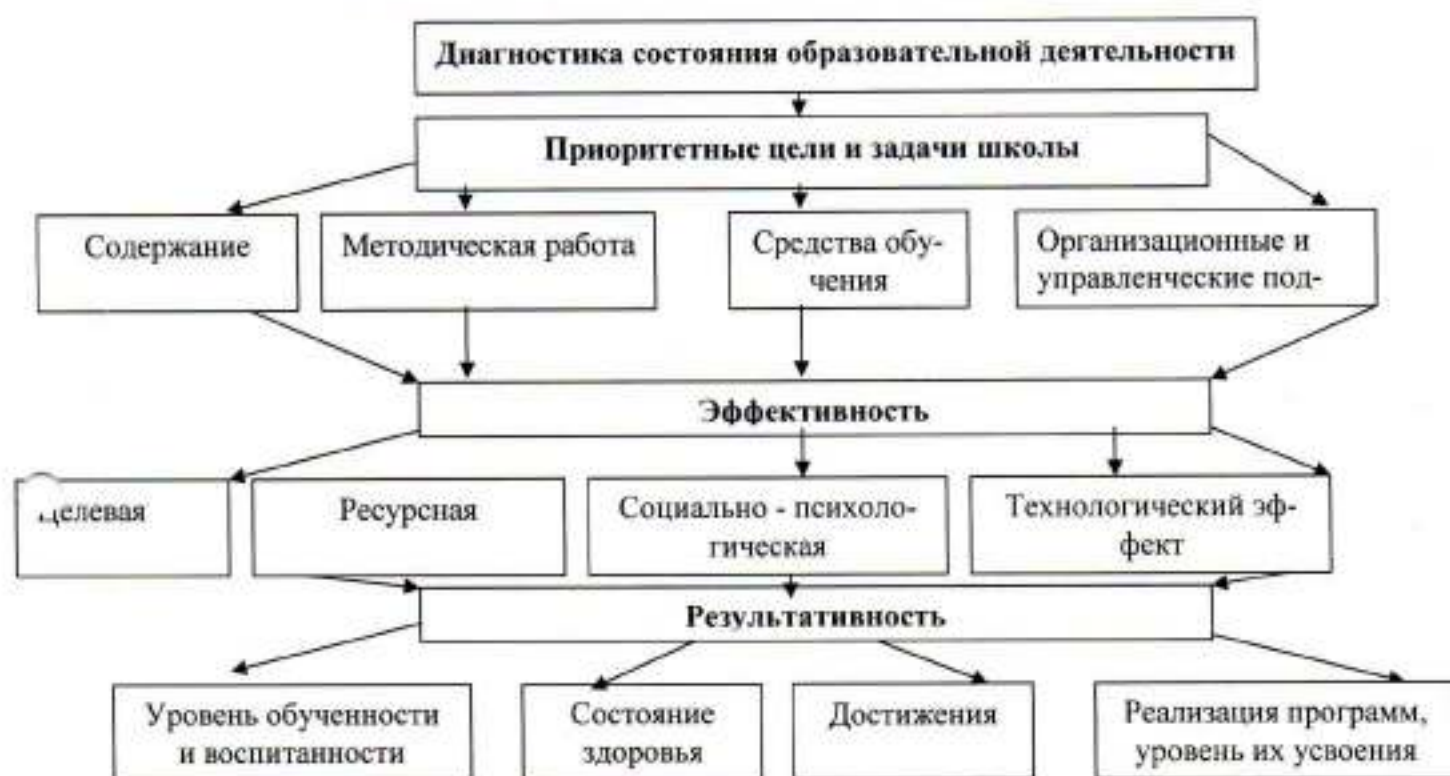 Диагностика состояния образовательной деятельности
Приоритетные цели и задачи школы
Содержание
Методическая работа
Средства обу-
чения
Организационные и
управленческие под-
Эффективность
Целевая
Ресурсная
Социально - психоло-
гическая
Технологический эф-
фект
Результативность
Уровень обученности
и воспитанности
Состояние
здоровья
Достижения
Реализация программ,
уровень их усвоения